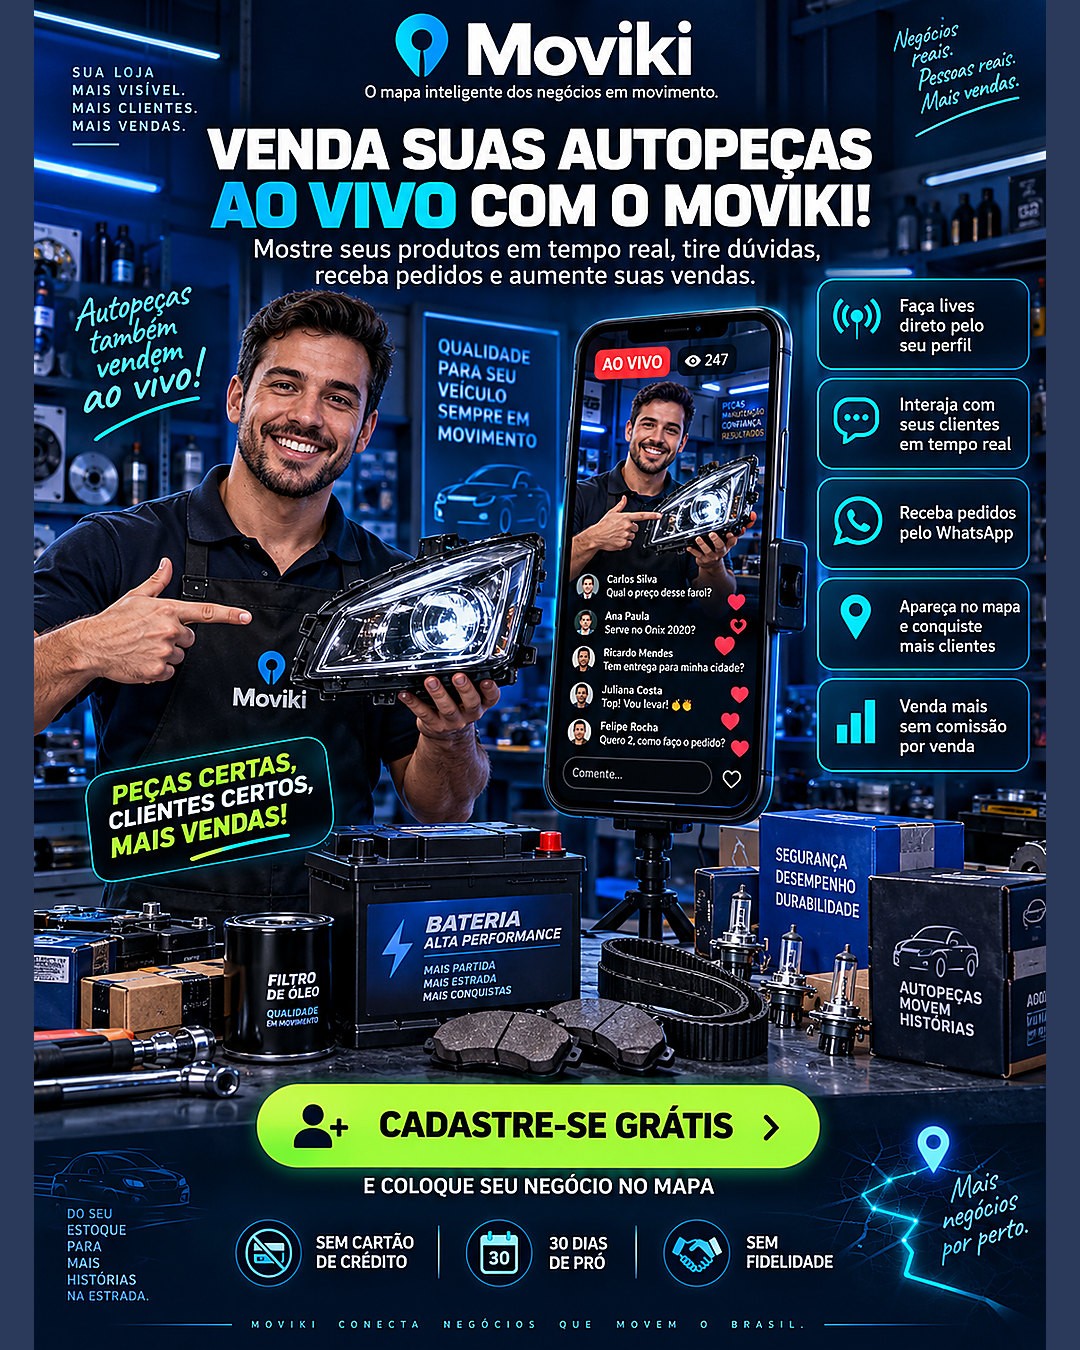 Moviki
O mapa inteligente dos negócios em movimento.
SUA LOJA
MAIS VISÍVEL.
MAIS CLIENTES.
MAIS VENDAS.
Negócios
reais.
Pessoas reais.
Mais vendas.
VENDA SUAS AUTOPEÇAS
AO VIVO COM O MOVIKI!
Mostre seus produtos em tempo real, tire dúvidas,
receba pedidos e aumente suas vendas.
Autopeças
também
vendem
ao vivo!
QUALIDADE
PARA SEU
VEÍCULO
SEMPRE EM
MOVIMENTO
AO VIVO
247
PEÇAS
MANUTENÇÃO
CONFIANÇA
RESULTADOS
Carlos Silva
Qual o preço desse farol?
Ana Paula
Serve no Onix 2020?
Ricardo Mendes
Tem entrega para minha cidade?
Juliana Costa
Top! Vou levar! 🔥👏
Felipe Rocha
Quero 2, como faço o pedido?
Comente...
Faça lives
direto pelo
seu perfil
Interaja com
seus clientes
em tempo real
Receba pedidos
pelo WhatsApp
Apareça no mapa
e conquiste
mais clientes
Venda mais
sem comissão
por venda
Moviki
PEÇAS CERTAS,
CLIENTES CERTOS,
MAIS VENDAS!
FILTRO
DE ÓLEO
QUALIDADE
EM MOVIMENTO
BATERIA
ALTA PERFORMANCE
MAIS PARTIDA
MAIS ESTRADA
MAIS CONQUISTAS
SEGURANÇA
DESEMPENHO
DURABILIDADE
AUTOPEÇAS
MOVEM
HISTÓRIAS
CADASTRE-SE GRÁTIS
E COLOQUE SEU NEGÓCIO NO MAPA
DO SEU
ESTOQUE
PARA
MAIS
HISTÓRIAS
NA ESTRADA.
SEM CARTÃO
DE CRÉDITO
30
30 DIAS
DE PRÓ
SEM
FIDELIDADE
Mais
negócios
por perto.
MOVIKI CONECTA NEGÓCIOS QUE MOVEM O BRASIL.